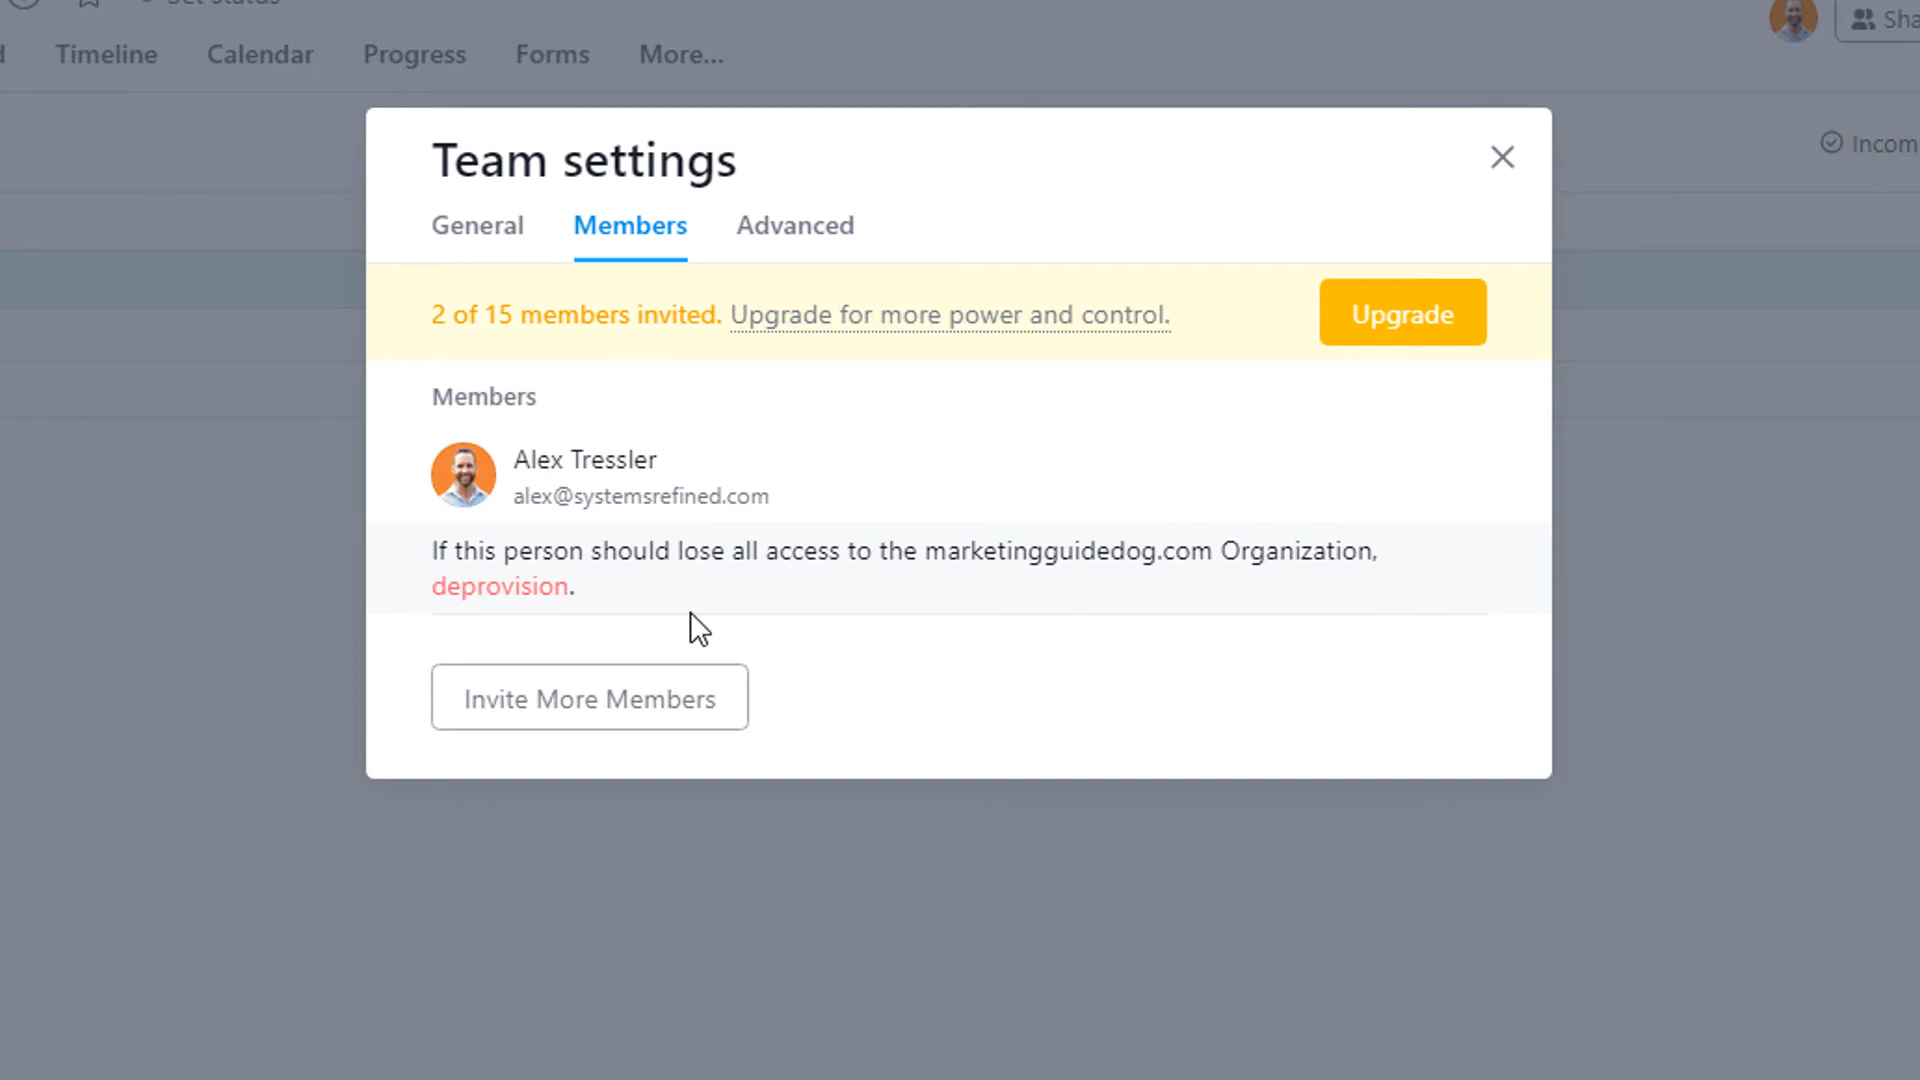 Set status
Timeline Calendar Progress Forms More...
Team settings
General Members Advanced
2 of 15 members invited. Upgrade for more power and control.
Upgrade
Members
Alex Tressler
alex@systemsrefined.com
If this person should lose all access to the marketingguidedog.com Organization,
deprovision.
Invite More Members